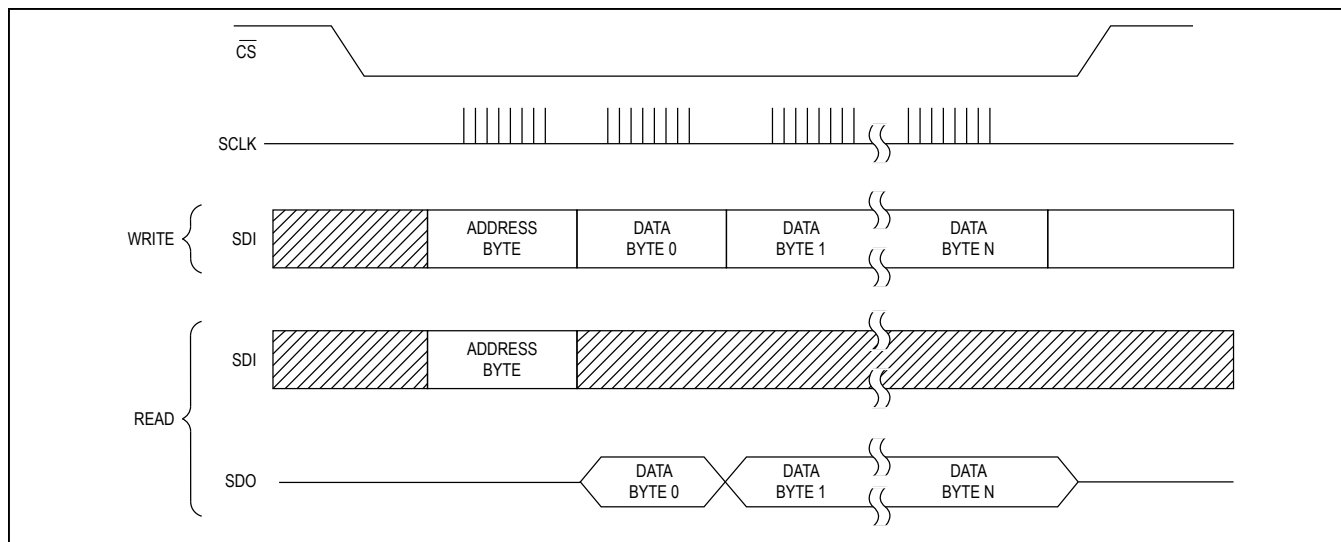 C̅S̅
SCLK
WRITE
SDI
ADDRESS
BYTE
DATA
BYTE 0
DATA
BYTE 1
DATA
BYTE N
READ
SDI
ADDRESS
BYTE
SDO
DATA
BYTE 0
DATA
BYTE 1
DATA
BYTE N